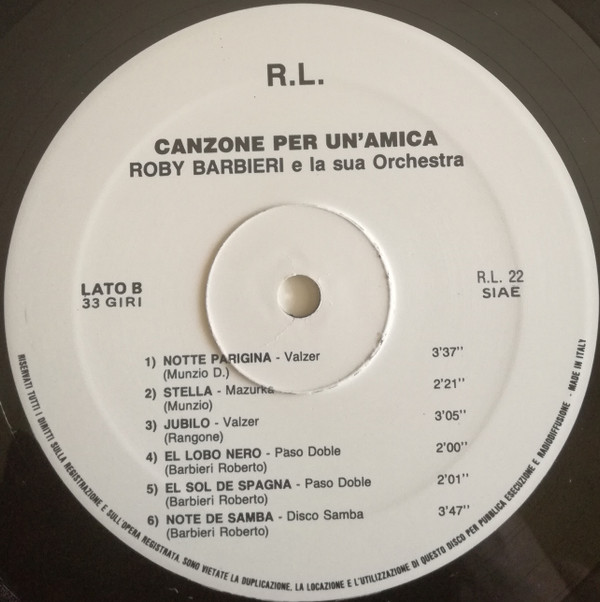 R.L.
CANZONE PER UN'AMICA
ROBY BARBIERI e la sua Orchestra
LATO B
33 GIRI
R.L. 22
SIAE
1) NOTTE PARIGINA - Valzer 3'37''
(Munzio D.)
2) STELLA - Mazurka 2'21''
(Munzio)
3) JUBILO - Valzer 3'05''
(Rangone)
4) EL LOBO NERO - Paso Doble 2'00''
(Barbieri Roberto)
5) EL SOL DE SPAGNA - Paso Doble 2'01''
(Barbieri Roberto)
6) NOTE DE SAMBA - Disco Samba 3'47''
(Barbieri Roberto)
RISERVATI TUTTI I DIRITTI SULLA REGISTRAZIONE E SULL'OPERA REGISTRATA. SONO VIETATE LA DUPLICAZIONE, LA LOCAZIONE E L'UTILIZZAZIONE DI QUESTO DISCO PER PUBBLICA ESECUZIONE E RADIODIFFUSIONE - MADE IN ITALY